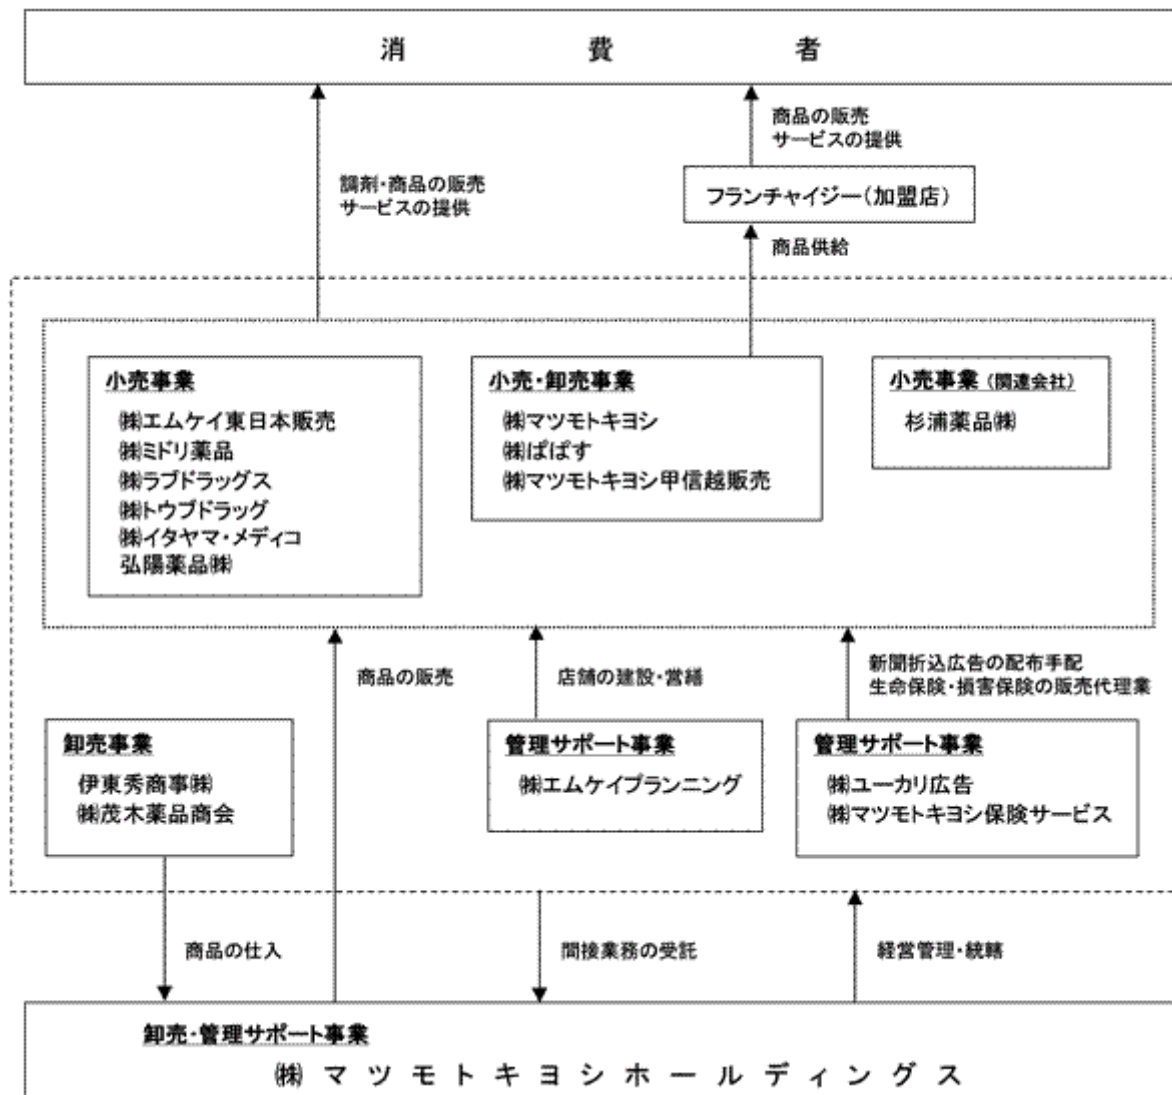 消費者
商品の販売
サービスの提供
調剤・商品の販売
サービスの提供
フランチャイジー(加盟店)
商品供給
小売事業
㈱エムケイ東日本販売
㈱ミドリ薬品
㈱ラブドラッグス
㈱トウブドラッグ
㈱イタヤマ・メディコ
弘陽薬品㈱
小売・卸売事業
㈱マツモトキヨシ
㈱ぱぱす
㈱マツモトキヨシ甲信越販売
小売事業(関連会社)
杉浦薬品㈱
商品の販売
店舗の建設・営繕
新聞折込広告の配布手配
生命保険・損害保険の販売代理業
卸売事業
伊東秀商事㈱
㈱茂木薬品商会
管理サポート事業
㈱エムケイプランニング
管理サポート事業
㈱ユーカリ広告
㈱マツモトキヨシ保険サービス
商品の仕入
間接業務の受託
経営管理・統轄
卸売・管理サポート事業
㈱マツモトキヨシホールディングス